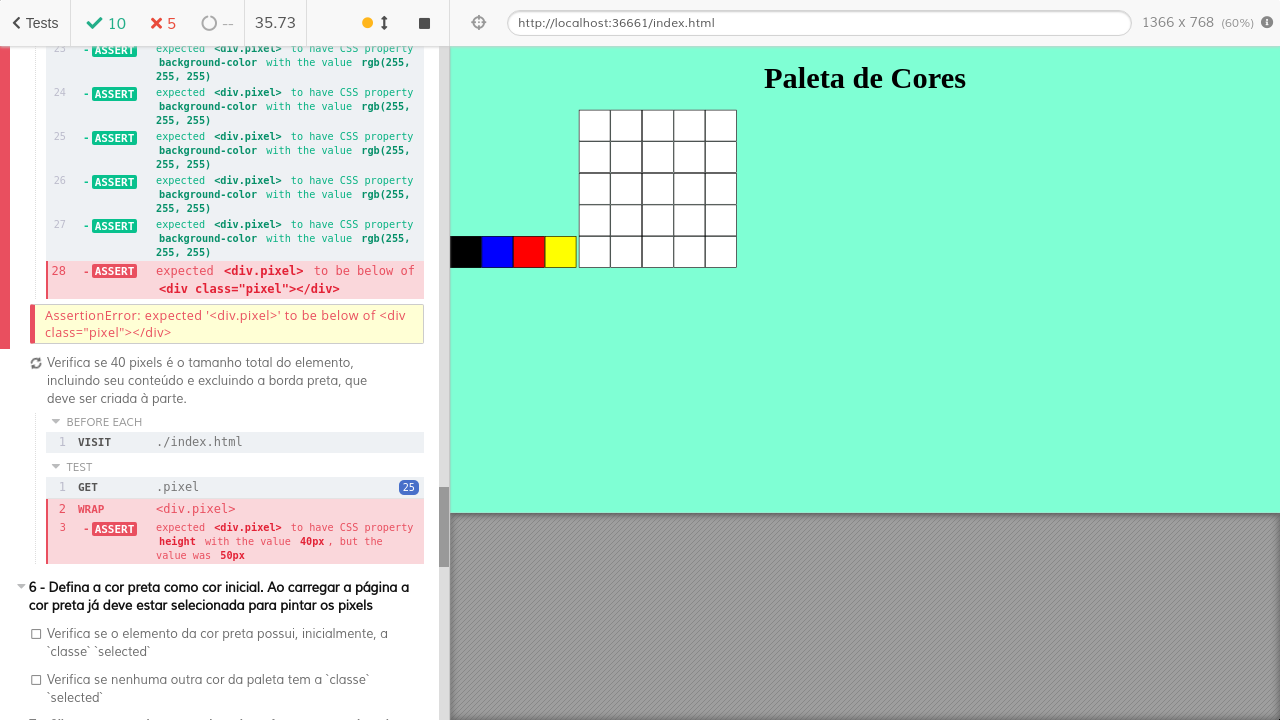 Tests 10 5 -- 35.73
http://localhost:36661/index.html 1366 x 768 (60%)
23 - ASSERT expected <div.pixel> to have CSS property
background-color with the value rgb(255,
255, 255)
24 - ASSERT expected <div.pixel> to have CSS property
background-color with the value rgb(255,
255, 255)
25 - ASSERT expected <div.pixel> to have CSS property
background-color with the value rgb(255,
255, 255)
26 - ASSERT expected <div.pixel> to have CSS property
background-color with the value rgb(255,
255, 255)
27 - ASSERT expected <div.pixel> to have CSS property
background-color with the value rgb(255,
255, 255)
28 - ASSERT expected <div.pixel> to be below of
<div class="pixel"></div>
AssertionError: expected '<div.pixel>' to be below of <div
class="pixel"></div>
Verifica se 40 pixels é o tamanho total do elemento,
incluindo seu conteúdo e excluindo a borda preta, que
deve ser criada à parte.
BEFORE EACH
1 VISIT ./index.html
TEST
1 GET .pixel 25
2 WRAP <div.pixel>
3 - ASSERT expected <div.pixel> to have CSS property
height with the value 40px, but the
value was 50px
6 - Defina a cor preta como cor inicial. Ao carregar a página a
cor preta já deve estar selecionada para pintar os pixels
Verifica se o elemento da cor preta possui, inicialmente, a
`classe` `selected`
Verifica se nenhuma outra cor da paleta tem a `classe`
`selected`
Paleta de Cores